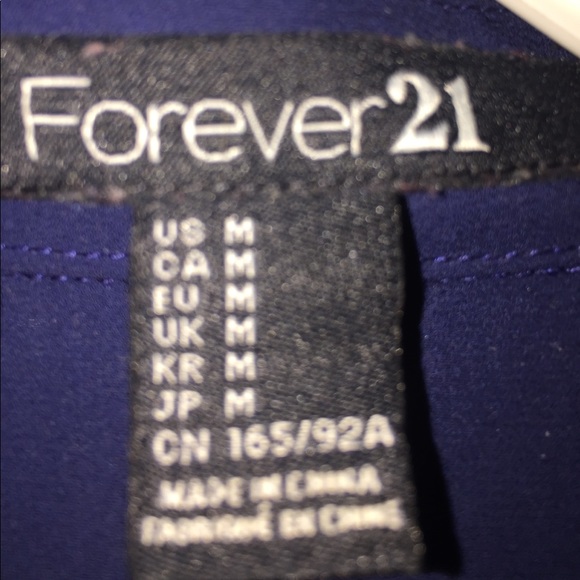 Forever21
US M
CA M
EU M
UK M
KR M
JP M
CN 165/92A
MADE IN CHINA
FABRIQUÉ EN CHINE